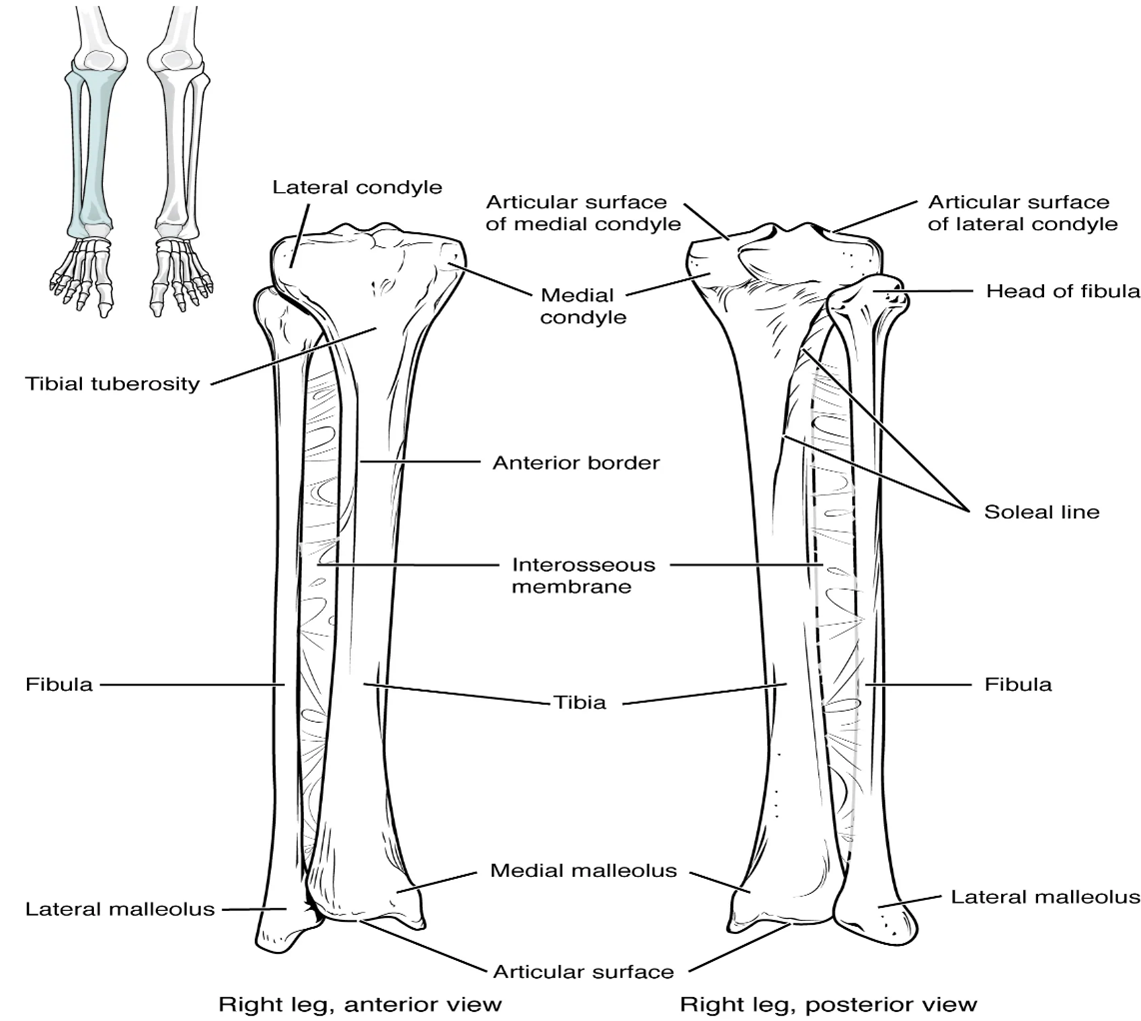 Lateral condyle
Articular surface
of medial condyle
Articular surface
of lateral condyle
Medial
condyle
Head of fibula
Tibial tuberosity
Anterior border
Soleal line
Interosseous
membrane
Fibula
Tibia
Fibula
Medial malleolus
Lateral malleolus
Lateral malleolus
Articular surface
Right leg, anterior view
Right leg, posterior view